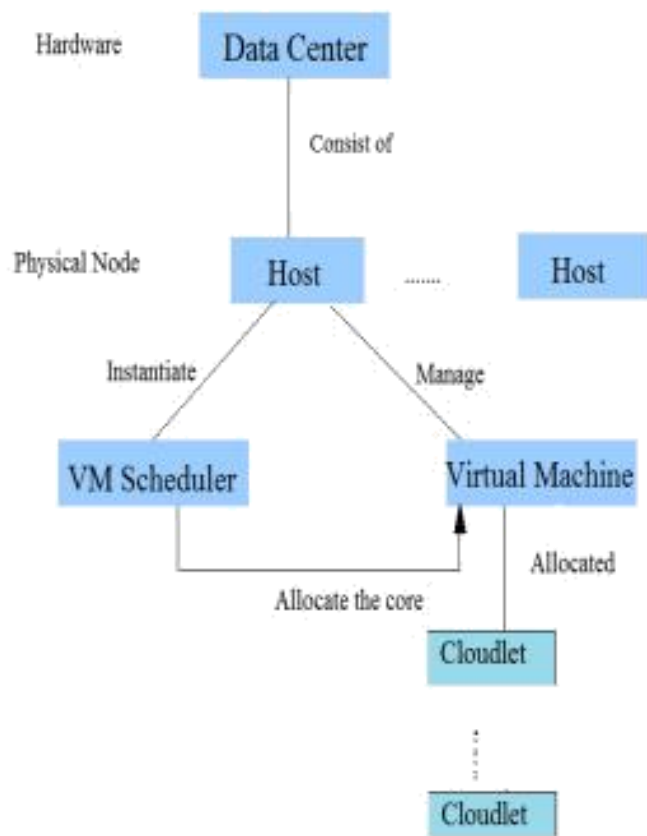 Hardware
Data Center
Consist of
Physical Node
Host
.......
Host
Instantiate
Manage
VM Scheduler
Virtual Machine
Allocated
Allocate the core
Cloudlet
Cloudlet